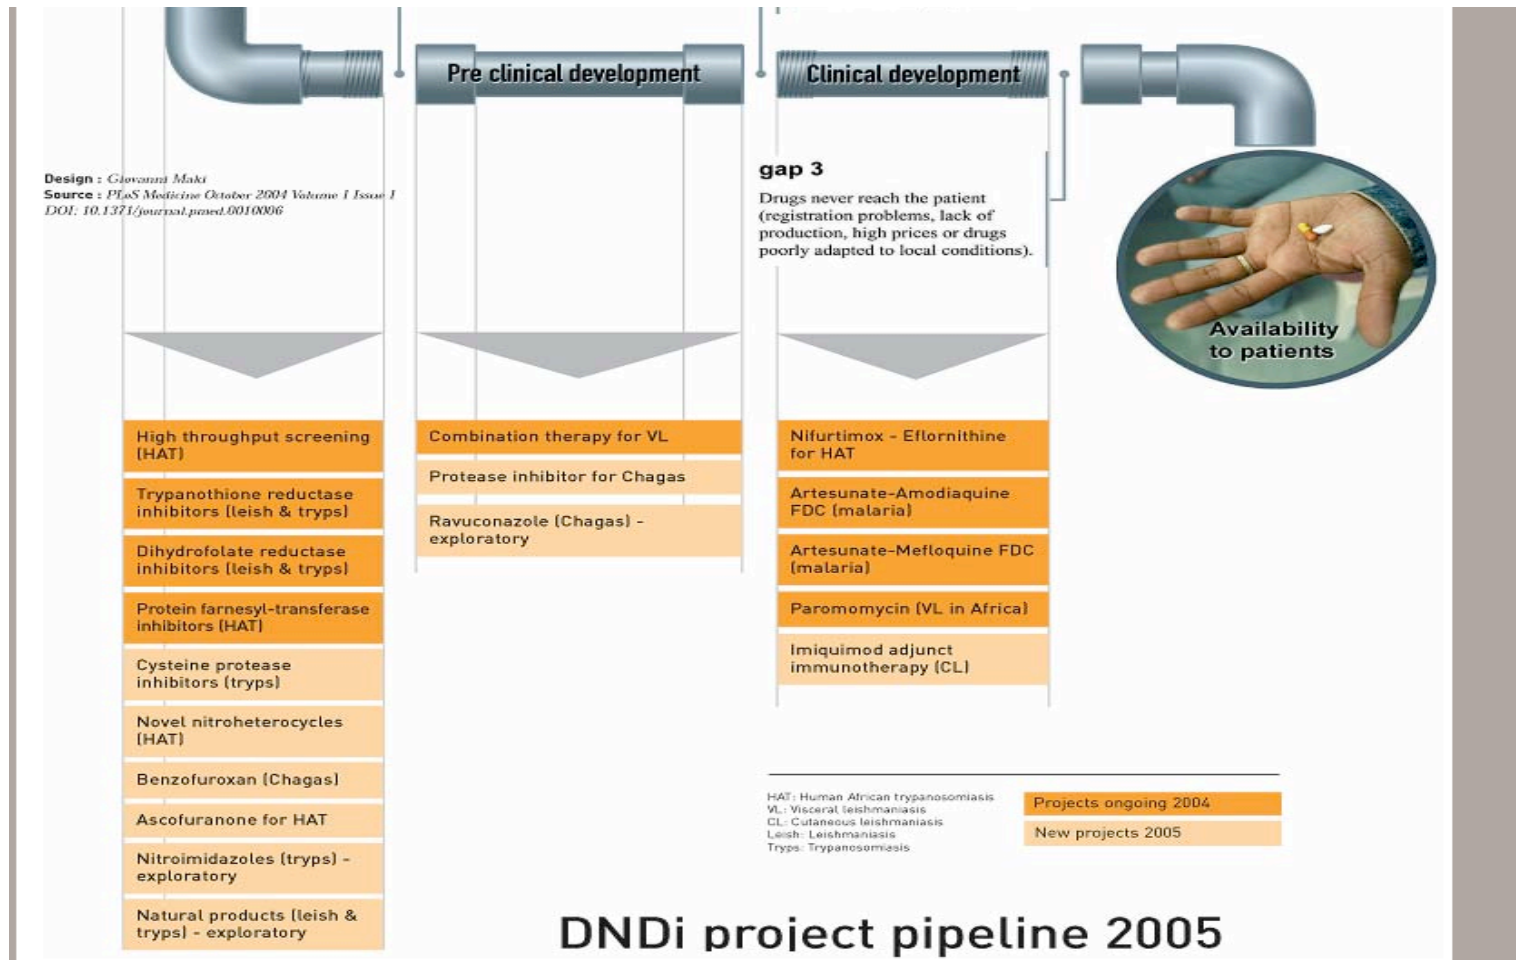 Pre clinical development
Clinical development
Design : Giovanni Maki
Source : PLoS Medicine October 2004 Volume 1 Issue 1
DOI: 10.1371/journal.pmed.0010006
gap 3
Drugs never reach the patient
(registration problems, lack of
production, high prices or drugs
poorly adapted to local conditions).
Availability
to patients
High throughput screening
(HAT)
Trypanothione reductase
inhibitors (leish & tryps)
Dihydrofolate reductase
inhibitors (leish & tryps)
Protein farnesyl-transferase
inhibitors (HAT)
Cysteine protease
inhibitors (tryps)
Novel nitroheterocycles
(HAT)
Benzofuroxan (Chagas)
Ascofuranone for HAT
Nitroimidazoles (tryps) -
exploratory
Natural products (leish &
tryps) - exploratory
Combination therapy for VL
Protease inhibitor for Chagas
Ravuconazole (Chagas) -
exploratory
Nifurtimox - Eflornithine
for HAT
Artesunate-Amodiaquine
FDC (malaria)
Artesunate-Mefloquine FDC
(malaria)
Paromomycin (VL in Africa)
Imiquimod adjunct
immunotherapy (CL)
HAT: Human African trypanosomiasis
VL: Visceral leishmaniasis
CL: Cutaneous leishmaniasis
Leish: Leishmaniasis
Tryps: Trypanosomiasis
Projects ongoing 2004
New projects 2005
DNDi project pipeline 2005